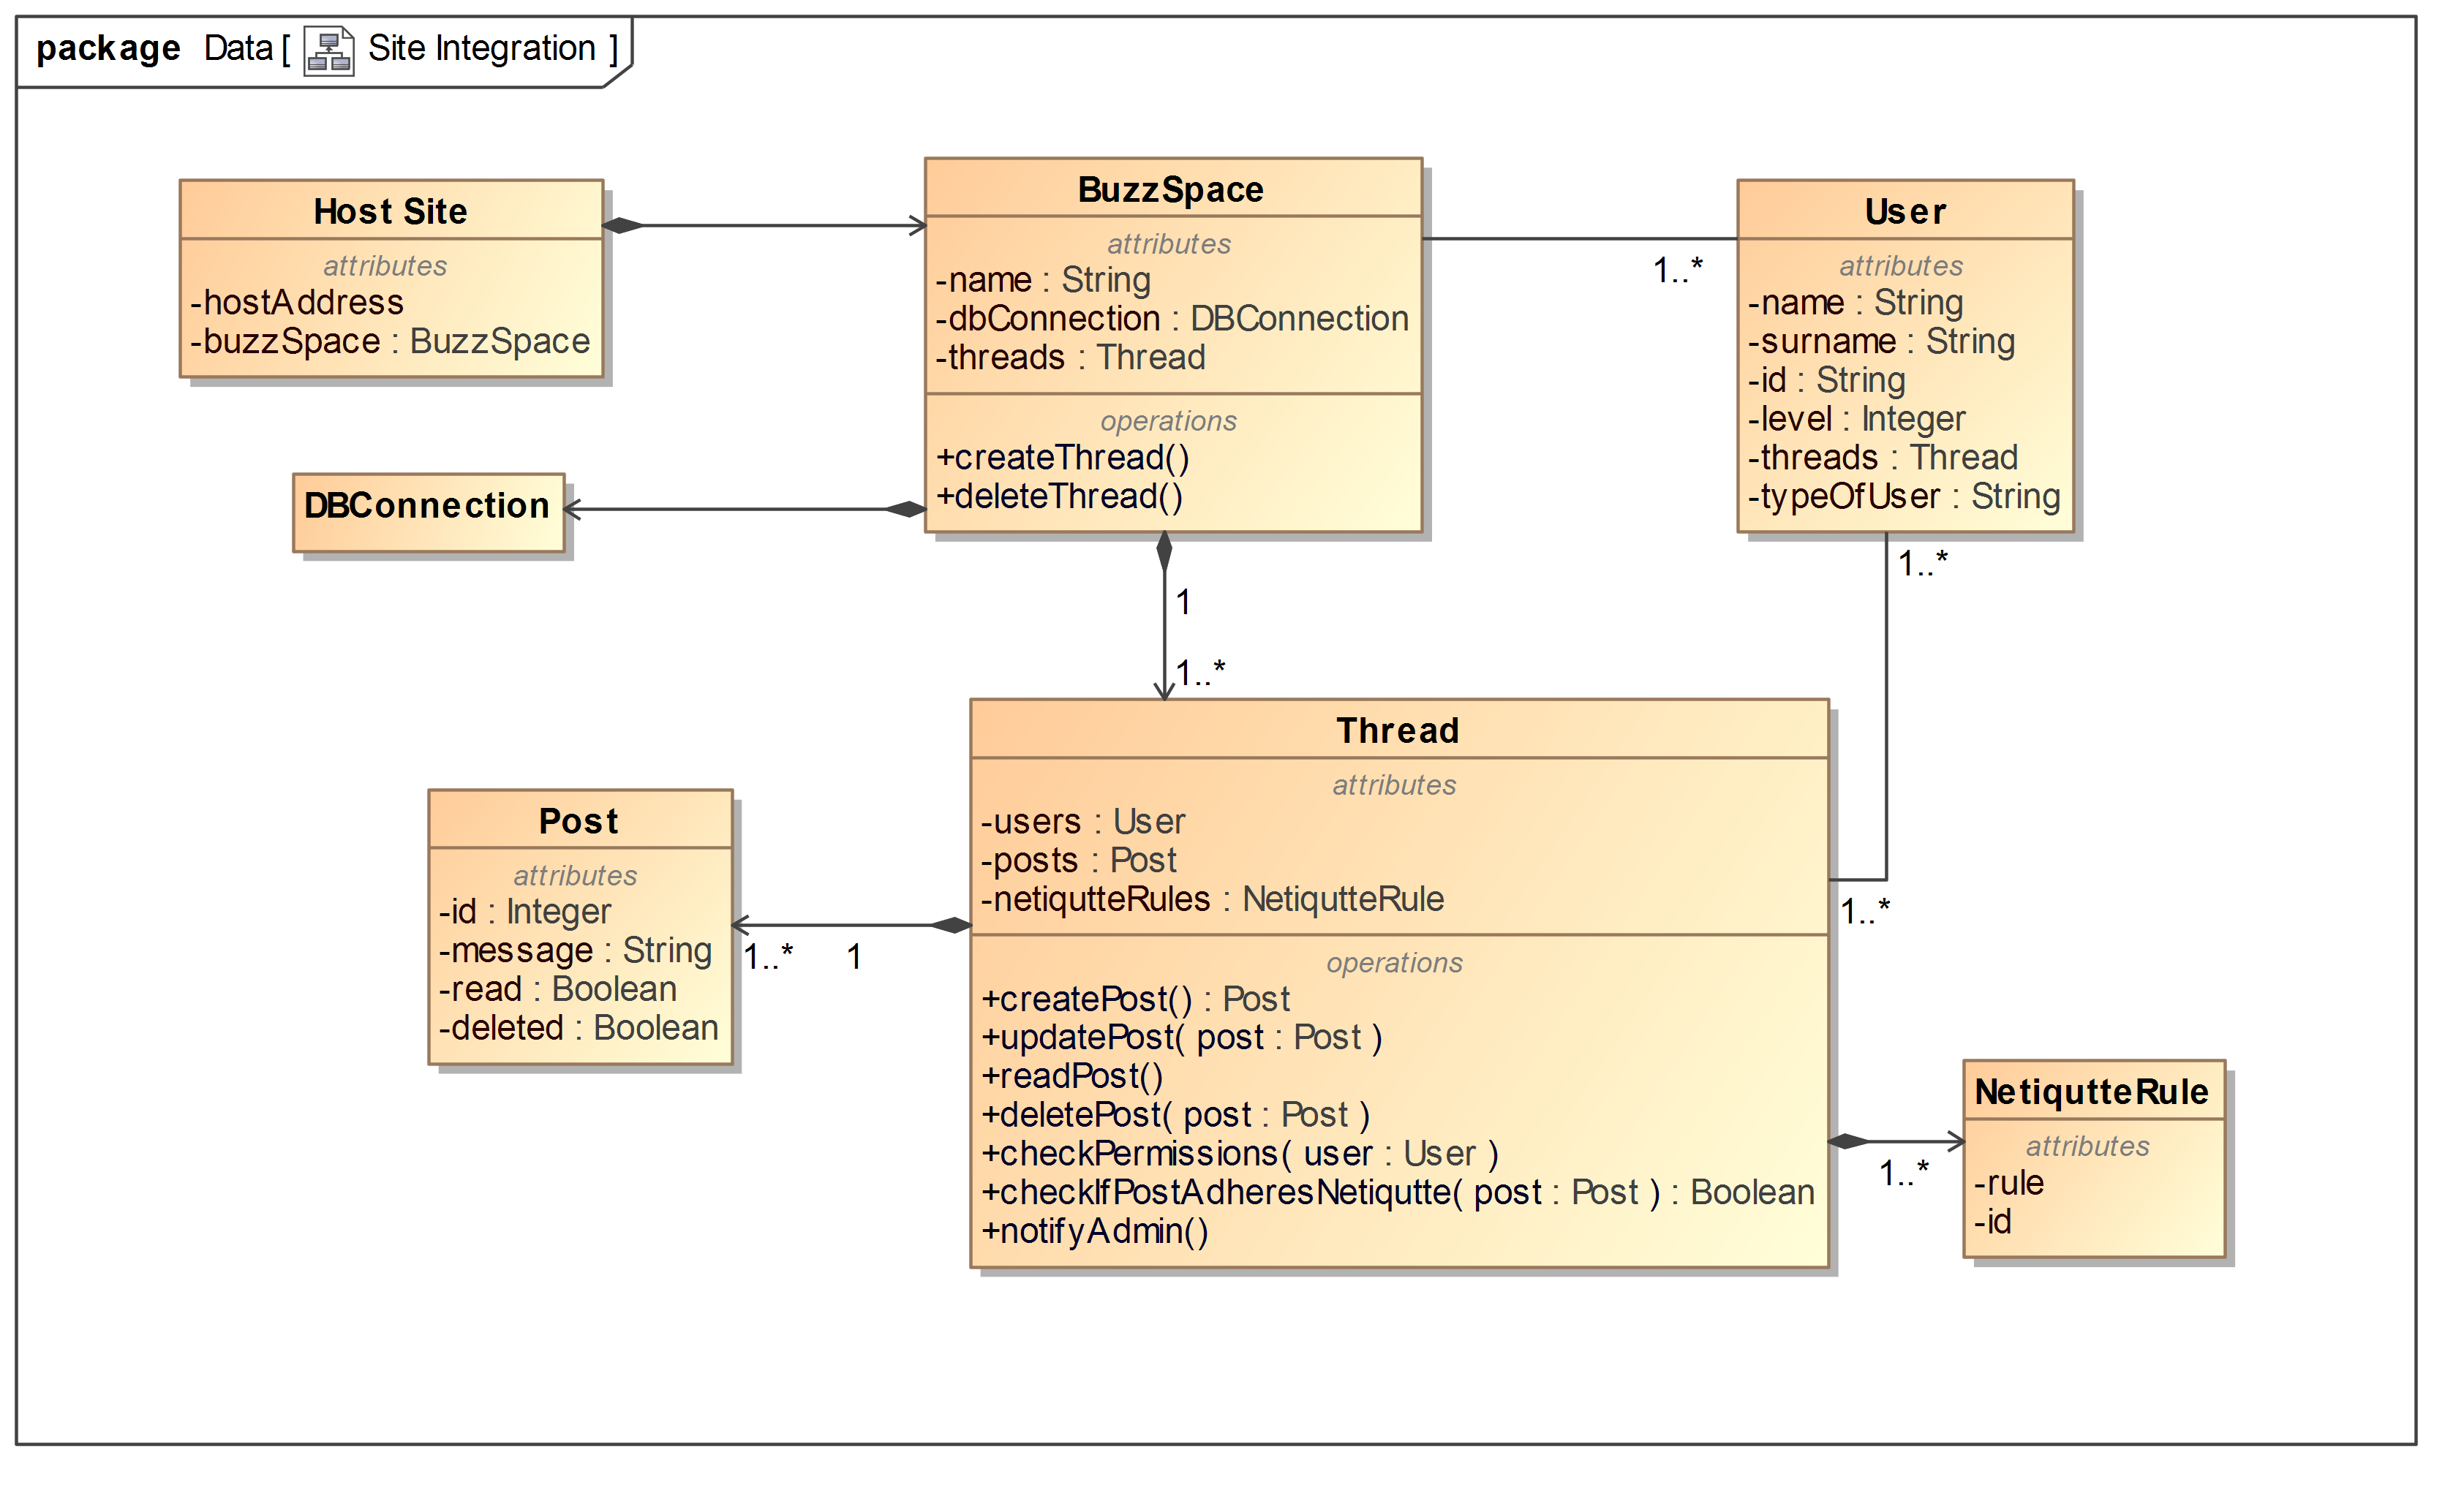 package Data [ Site Integration ]
Host Site
attributes
-hostAddress
-buzzSpace : BuzzSpace
BuzzSpace
attributes
-name : String
-dbConnection : DBConnection
-threads : Thread
operations
+createThread()
+deleteThread()
1..*
User
attributes
-name : String
-surname : String
-id : String
-level : Integer
-threads : Thread
-typeOfUser : String
DBConnection
1
1..*
1..*
1..*
Thread
attributes
-users : User
-posts : Post
-netiqutteRules : NetiqutteRule
operations
+createPost() : Post
+updatePost( post : Post )
+readPost()
+deletePost( post : Post )
+checkPermissions( user : User )
+checkIfPostAdheresNetiqutte( post : Post ) : Boolean
+notifyAdmin()
Post
attributes
-id : Integer
-message : String
-read : Boolean
-deleted : Boolean
1..* 1
1..*
NetiqutteRule
attributes
-rule
-id